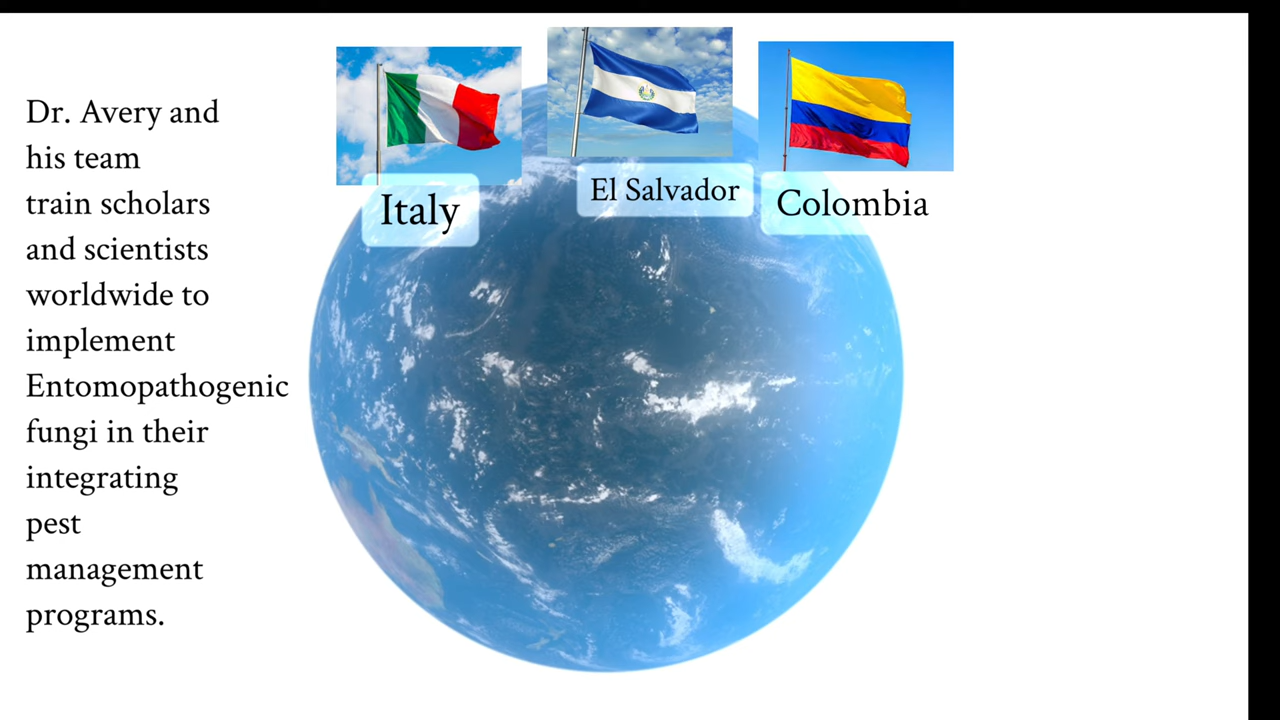 Dr. Avery and
his team
train scholars
and scientists
worldwide to
implement
Entomopathogenic
fungi in their
integrating
pest
management
programs.
Italy
El Salvador
Colombia